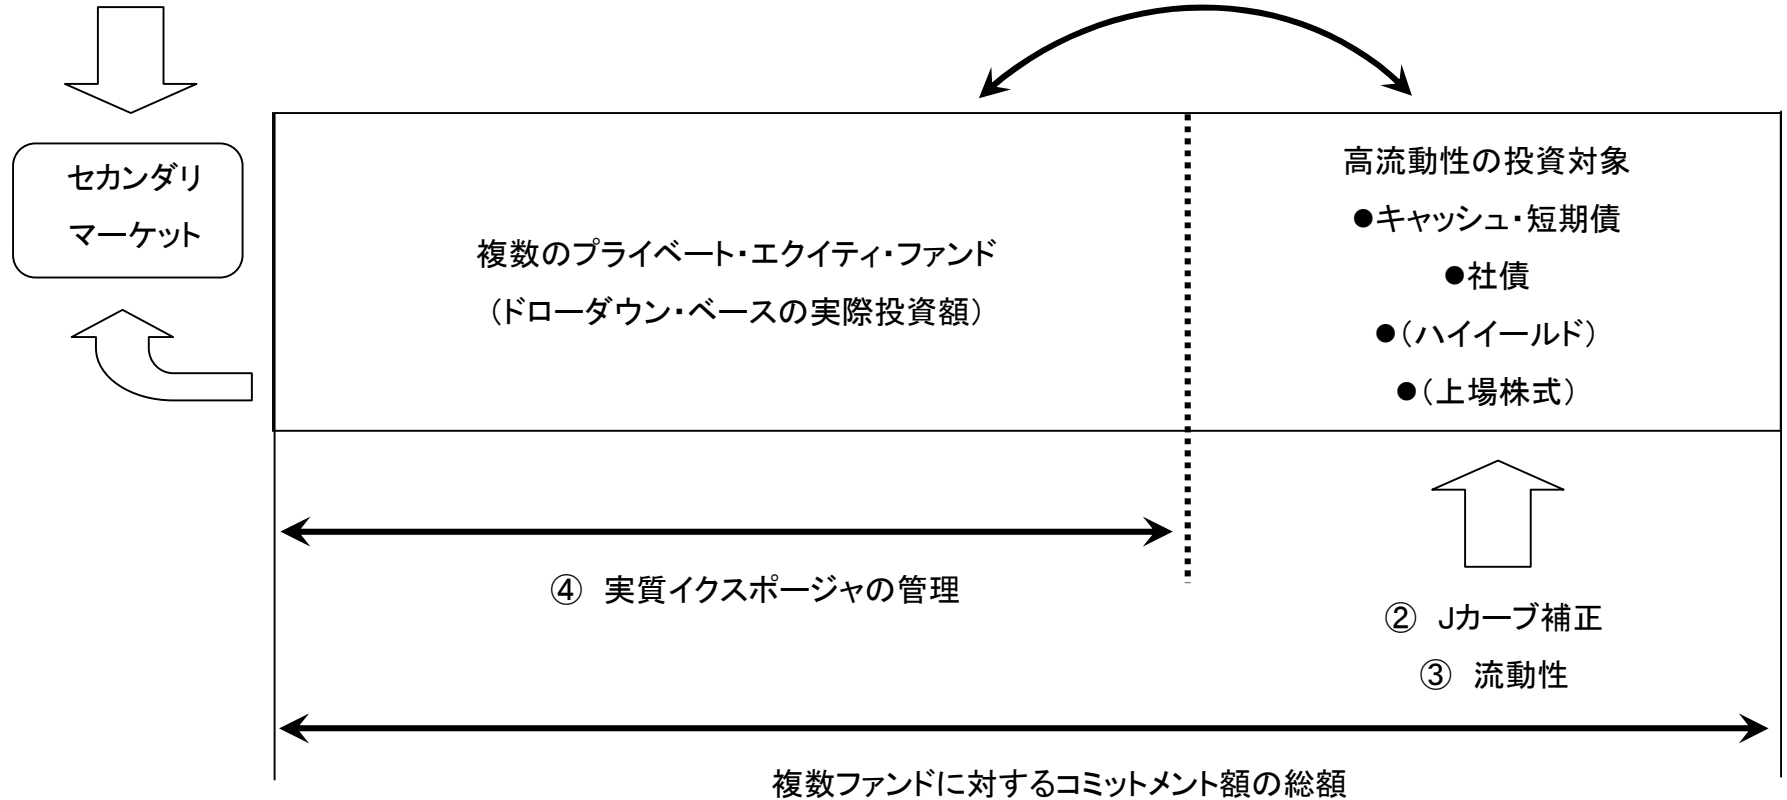 セカンダリ
マーケット
複数のプライベート・エクイティ・ファンド
（ドローダウン・ベースの実際投資額）
高流動性の投資対象
●キャッシュ・短期債
●社債
●（ハイイールド）
●（上場株式）
④ 実質イクスポージャの管理
② Jカーブ補正
③ 流動性
複数ファンドに対するコミットメント額の総額